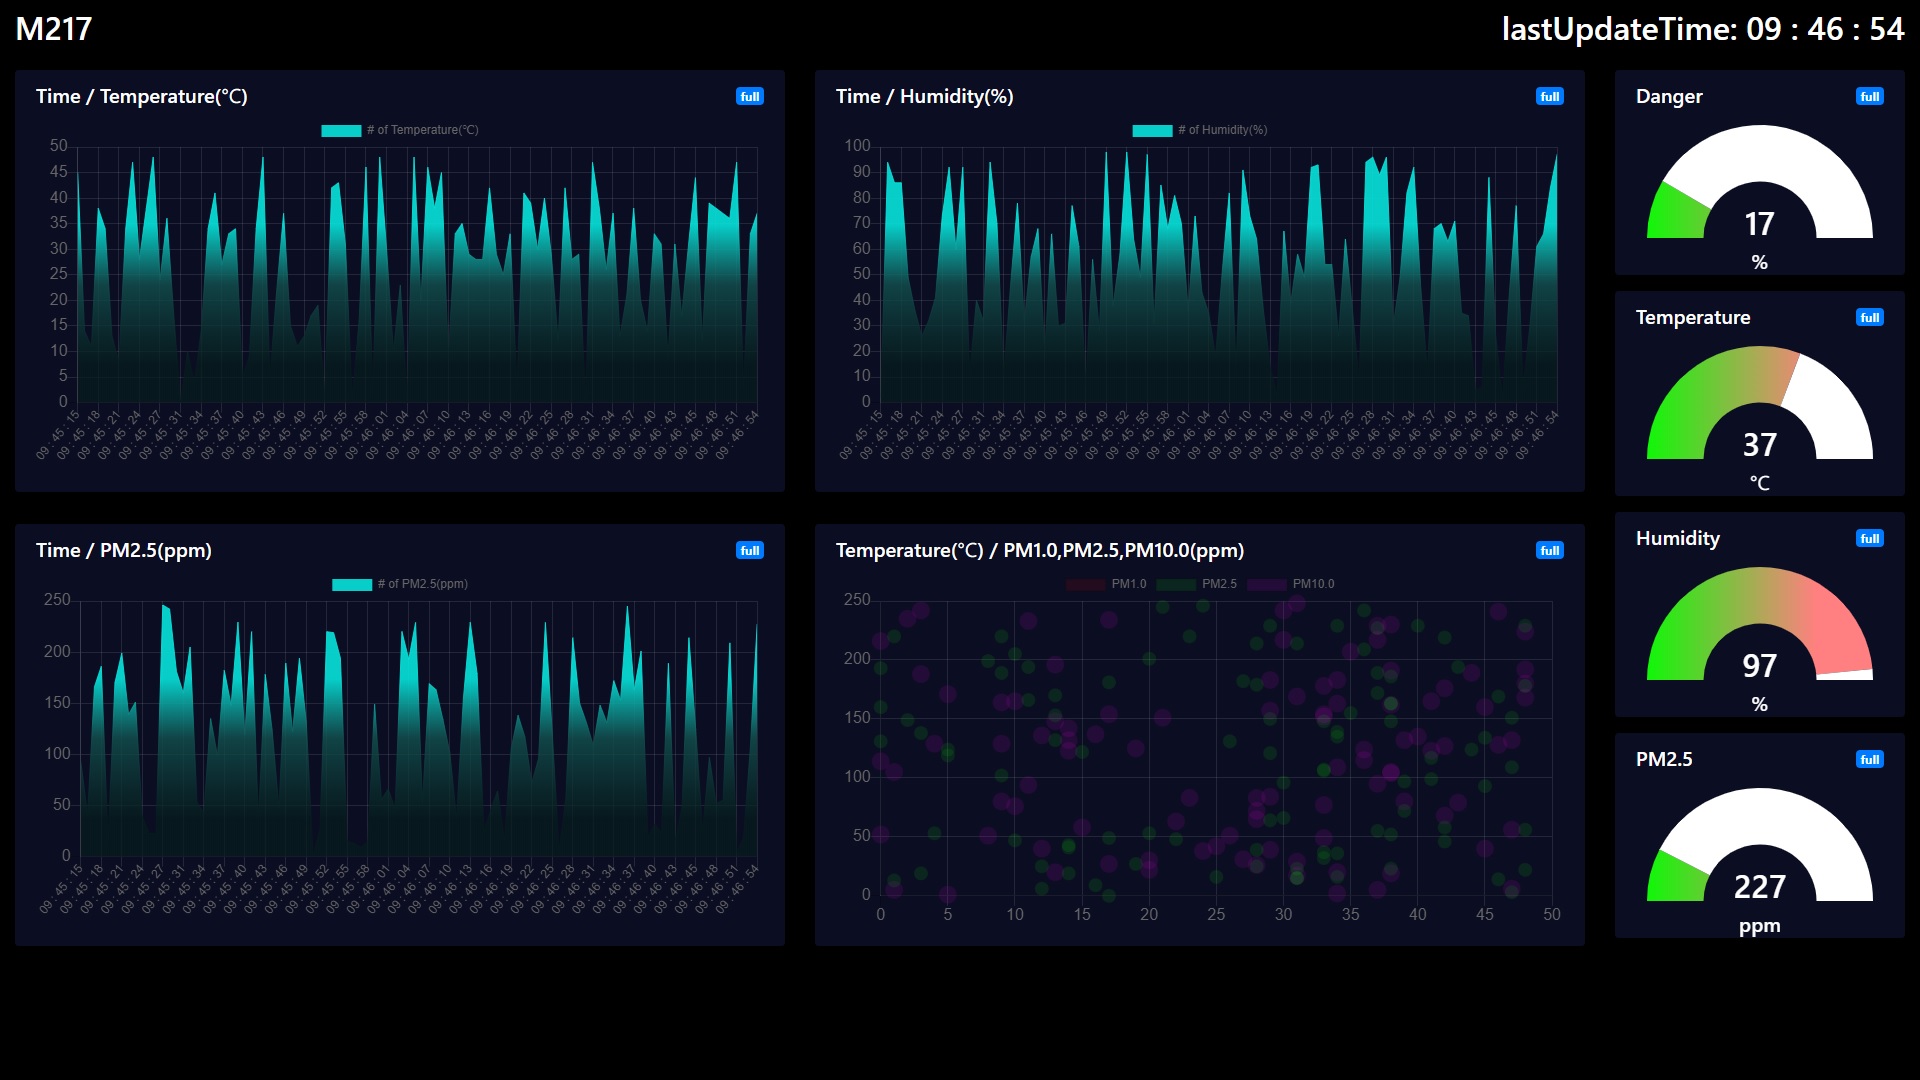 M217
lastUpdateTime: 09 : 46 : 54
Time / Temperature(℃)
full
# of Temperature(℃)
50
45
40
35
30
25
20
15
10
5
0
09 : 45 : 15
09 : 45 : 18
09 : 45 : 21
09 : 45 : 24
09 : 45 : 27
09 : 45 : 31
09 : 45 : 34
09 : 45 : 37
09 : 45 : 40
09 : 45 : 43
09 : 45 : 46
09 : 45 : 49
09 : 45 : 52
09 : 45 : 55
09 : 45 : 58
09 : 46 : 01
09 : 46 : 04
09 : 46 : 07
09 : 46 : 10
09 : 46 : 13
09 : 46 : 16
09 : 46 : 19
09 : 46 : 22
09 : 46 : 25
09 : 46 : 28
09 : 46 : 31
09 : 46 : 34
09 : 46 : 37
09 : 46 : 40
09 : 46 : 43
09 : 46 : 45
09 : 46 : 48
09 : 46 : 51
09 : 46 : 54
Time / Humidity(%)
full
# of Humidity(%)
100
90
80
70
60
50
40
30
20
10
0
09 : 45 : 15
09 : 45 : 18
09 : 45 : 21
09 : 45 : 24
09 : 45 : 27
09 : 45 : 31
09 : 45 : 34
09 : 45 : 37
09 : 45 : 40
09 : 45 : 43
09 : 45 : 46
09 : 45 : 49
09 : 45 : 52
09 : 45 : 55
09 : 45 : 58
09 : 46 : 01
09 : 46 : 04
09 : 46 : 07
09 : 46 : 10
09 : 46 : 13
09 : 46 : 16
09 : 46 : 19
09 : 46 : 22
09 : 46 : 25
09 : 46 : 28
09 : 46 : 31
09 : 46 : 34
09 : 46 : 37
09 : 46 : 40
09 : 46 : 43
09 : 46 : 45
09 : 46 : 48
09 : 46 : 51
09 : 46 : 54
Danger
full
17
%
Temperature
full
37
℃
Time / PM2.5(ppm)
full
# of PM2.5(ppm)
250
200
150
100
50
0
09 : 45 : 15
09 : 45 : 18
09 : 45 : 21
09 : 45 : 24
09 : 45 : 27
09 : 45 : 31
09 : 45 : 34
09 : 45 : 37
09 : 45 : 40
09 : 45 : 43
09 : 45 : 46
09 : 45 : 49
09 : 45 : 52
09 : 45 : 55
09 : 45 : 58
09 : 46 : 01
09 : 46 : 04
09 : 46 : 07
09 : 46 : 10
09 : 46 : 13
09 : 46 : 16
09 : 46 : 19
09 : 46 : 22
09 : 46 : 25
09 : 46 : 28
09 : 46 : 31
09 : 46 : 34
09 : 46 : 37
09 : 46 : 40
09 : 46 : 43
09 : 46 : 45
09 : 46 : 48
09 : 46 : 51
09 : 46 : 54
Temperature(℃) / PM1.0,PM2.5,PM10.0(ppm)
full
PM1.0 PM2.5 PM10.0
250
200
150
100
50
0
0 5 10 15 20 25 30 35 40 45 50
Humidity
full
97
%
PM2.5
full
227
ppm